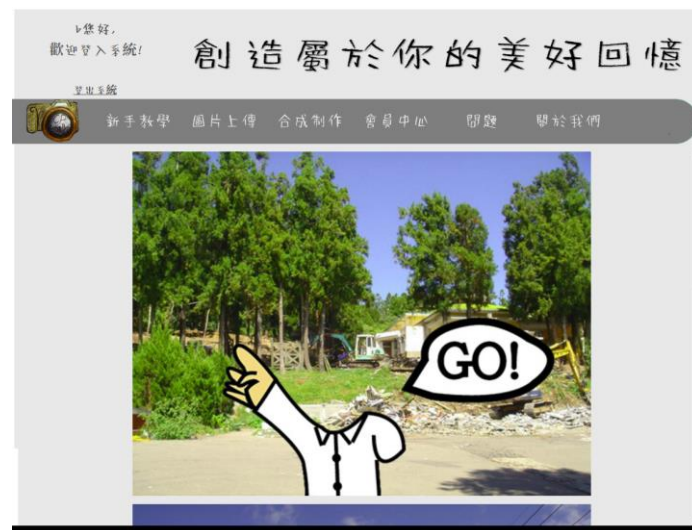 b您好,
歡迎登入系統!
創造屬於你的美好回憶
登出系統
新手教學 圖片上傳 合成制作 會員中心 問題 關於我們
GO!